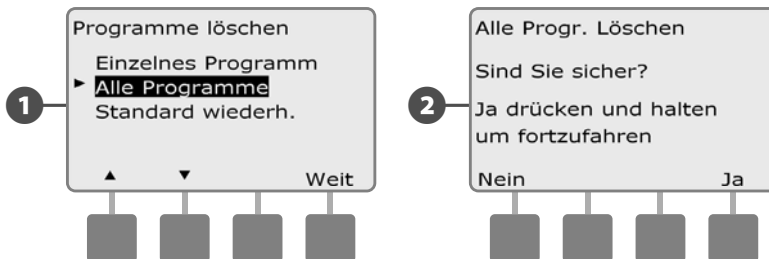 Programme löschen
Einzelnes Programm
Alle Programme
Standard wiederh.
Weit
1
Alle Progr. Löschen
Sind Sie sicher?
Ja drücken und halten
um fortzufahren
Nein Ja
2